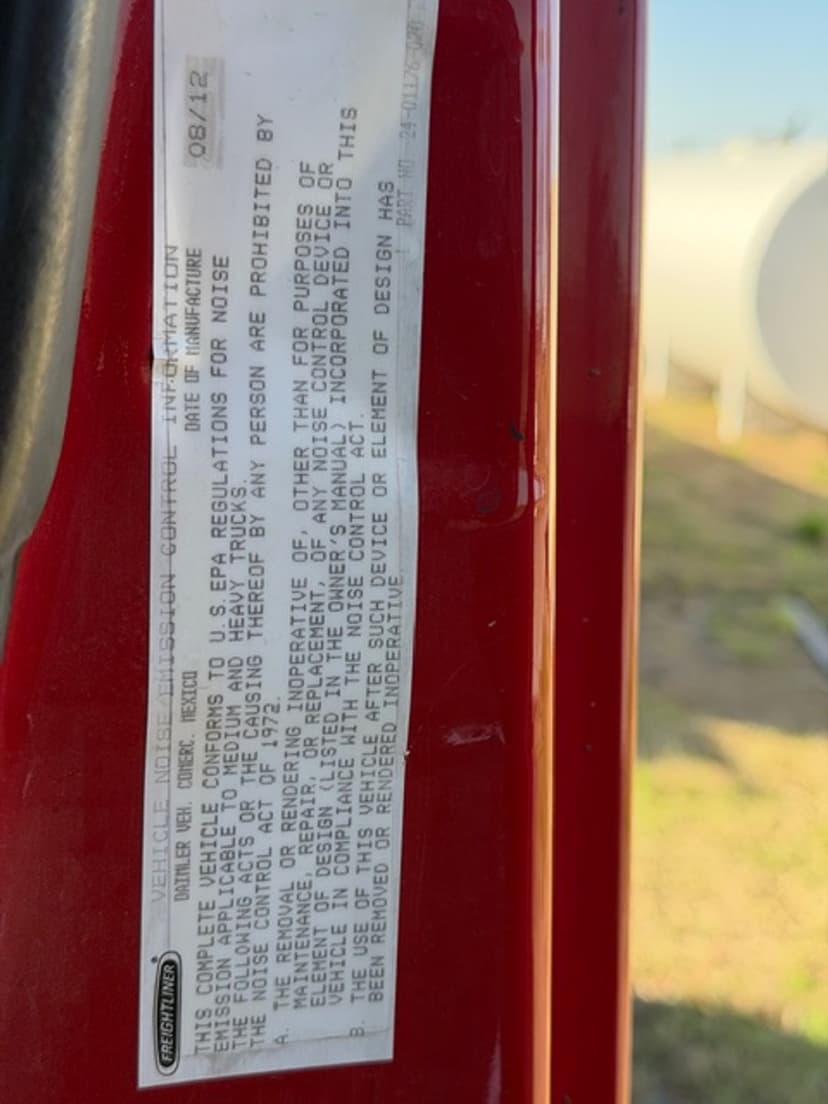 FREIGHTLINER
VEHICLE NOISE EMISSION CONTROL INFORMATION
DAIMLER VEH. COMERC. MEXICO DATE OF MANUFACTURE 08/12
THIS COMPLETE VEHICLE CONFORMS TO U.S.EPA REGULATIONS FOR NOISE
EMISSION APPLICABLE TO MEDIUM AND HEAVY TRUCKS.
THE FOLLOWING ACTS OR THE CAUSING THEREOF BY ANY PERSON ARE PROHIBITED BY
THE NOISE CONTROL ACT OF 1972.
A. THE REMOVAL OR RENDERING INOPERATIVE OF, OTHER THAN FOR PURPOSES OF
MAINTENANCE, REPAIR, OR REPLACEMENT, OF ANY NOISE CONTROL DEVICE OR
ELEMENT OF DESIGN (LISTED IN THE OWNER'S MANUAL) INCORPORATED INTO THIS
VEHICLE IN COMPLIANCE WITH THE NOISE CONTROL ACT.
B. THE USE OF THIS VEHICLE AFTER SUCH DEVICE OR ELEMENT OF DESIGN HAS
BEEN REMOVED OR RENDERED INOPERATIVE.
PART NO 24-01176-020